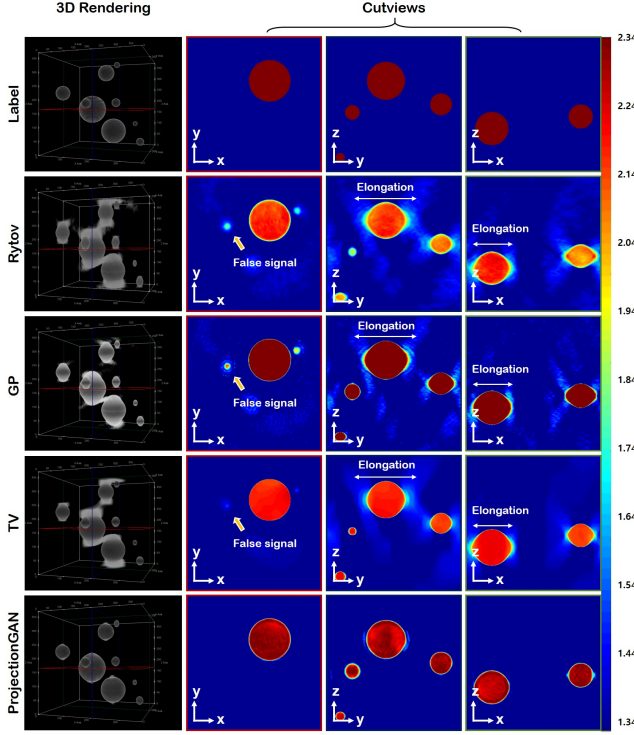 3D Rendering
Cutviews
Label
y
x
z
y
z
x
2.34
2.24
2.14
2.04
1.94
1.84
1.74
1.64
1.54
1.44
1.34
Rytov
False signal
y
x
Elongation
z
y
Elongation
z
x
GP
False signal
y
x
Elongation
z
y
Elongation
z
x
TV
False signal
y
x
Elongation
z
y
Elongation
z
x
ProjectionGAN
y
x
z
y
z
x